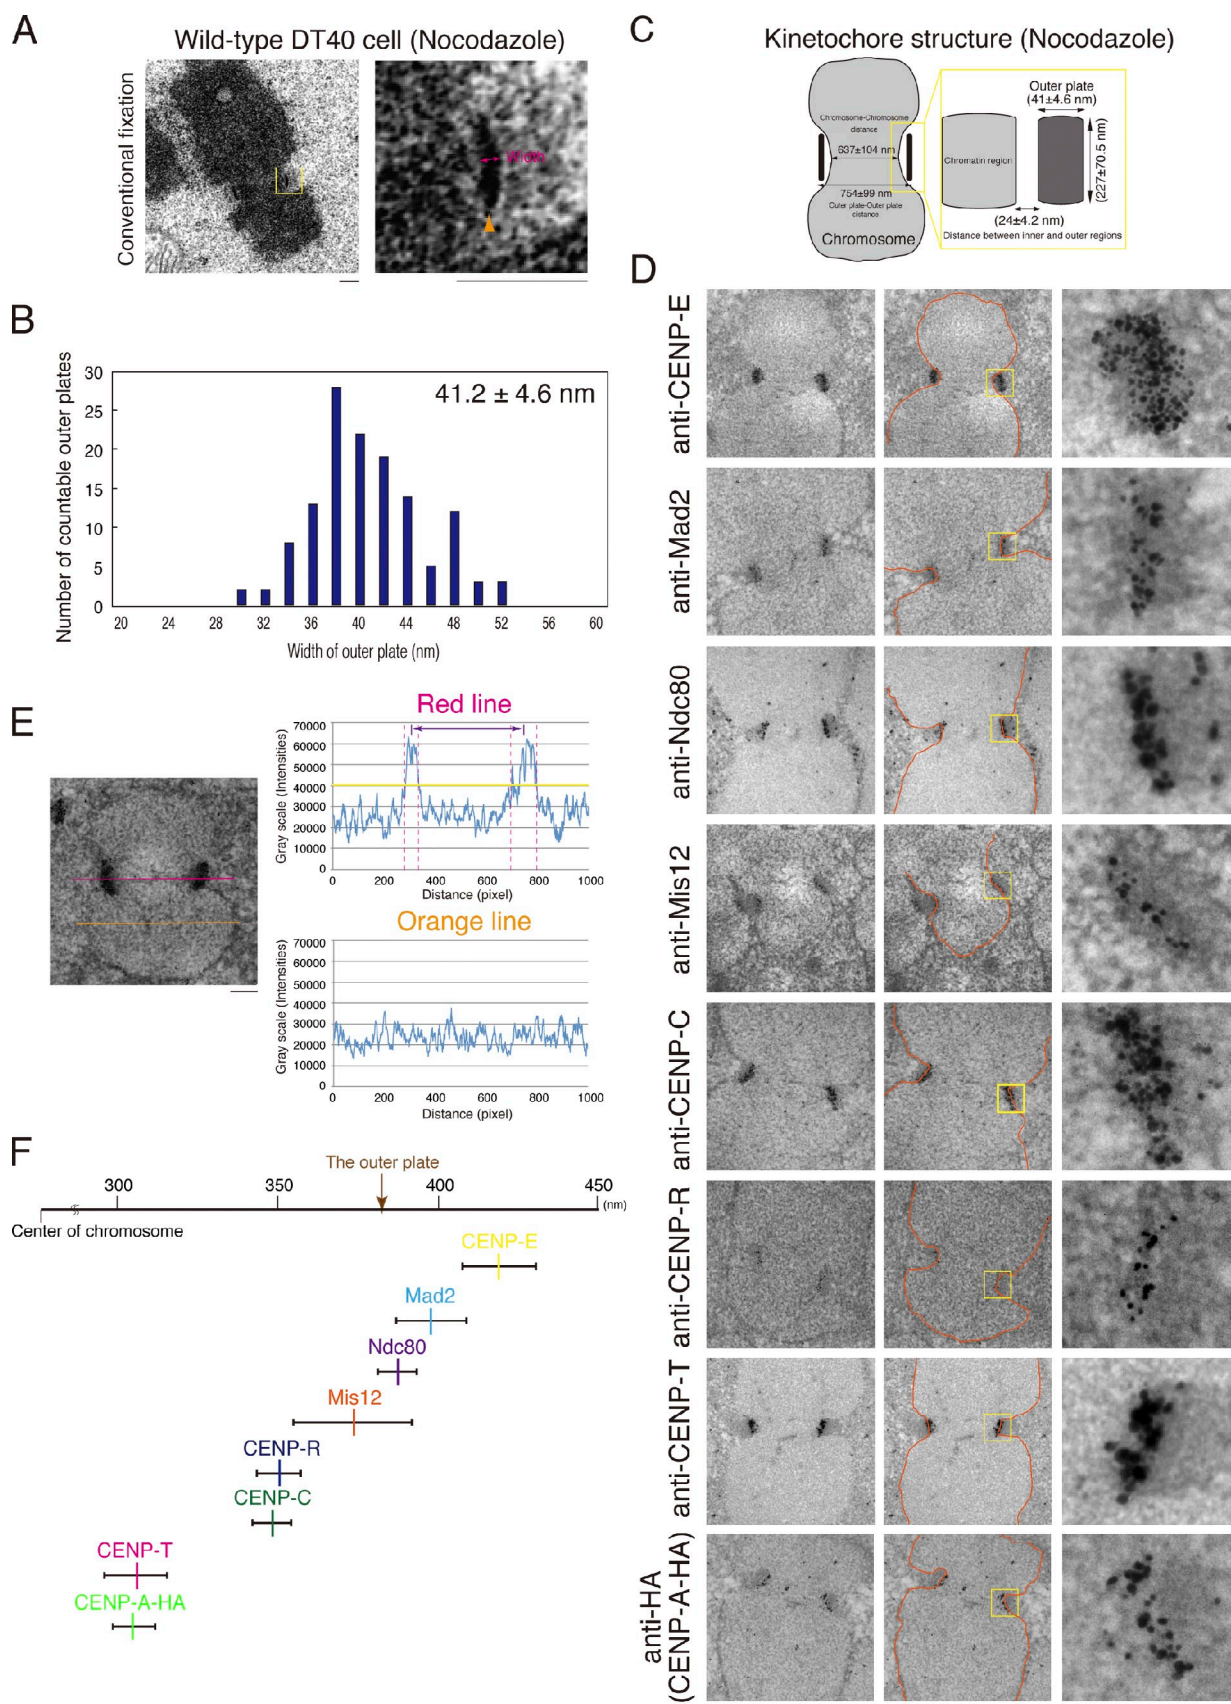 A
Wild-type DT40 cell (Nocodazole)
Conventional fixation
Width
B
41.2 ± 4.6 nm
Number of countable outer plates
30
25
20
15
10
5
0
20 24 28 32 36 40 44 48 52 56 60
Width of outer plate (nm)
C
Kinetochore structure (Nocodazole)
Chromosome-Chromosome
distance
637±104 nm
754±99 nm
Outer plate-Outer plate
distance
Chromosome
Outer plate
(41±4.6 nm)
Chromatin region
(227±70.5 nm)
(24±4.2 nm)
Distance between inner and outer regions
D
anti-CENP-E
anti-Mad2
anti-Ndc80
anti-Mis12
anti-CENP-C
anti-CENP-R
anti-CENP-T
anti-HA
(CENP-A-HA)
E
Red line
Gray scale (Intensities)
70000
60000
50000
40000
30000
20000
10000
0
0 200 400 600 800 1000
Distance (pixel)
Orange line
Gray scale (Intensities)
70000
60000
50000
40000
30000
20000
10000
0
0 200 400 600 800 1000
Distance (pixel)
F
The outer plate
300 350 400 450 (nm)
Center of chromosome
CENP-E
Mad2
Ndc80
Mis12
CENP-R
CENP-C
CENP-T
CENP-A-HA